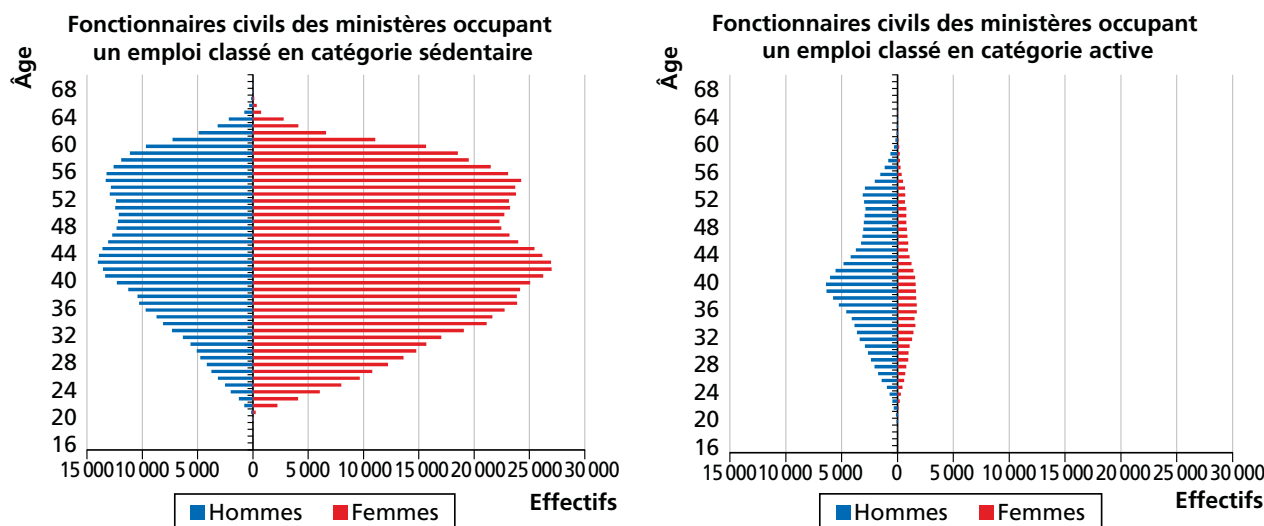 Fonctionnaires civils des ministères occupant
un emploi classé en catégorie sédentaire
Âge
68
64
60
56
52
48
44
40
36
32
28
24
20
16
15 000 10 000 5 000 0 5 000 10 000 15 000 20 000 25 000 30 000
Effectifs
Hommes Femmes
Fonctionnaires civils des ministères occupant
un emploi classé en catégorie active
Âge
68
64
60
56
52
48
44
40
36
32
28
24
20
16
15 000 10 000 5 000 0 5 000 10 000 15 000 20 000 25 000 30 000
Effectifs
Hommes Femmes